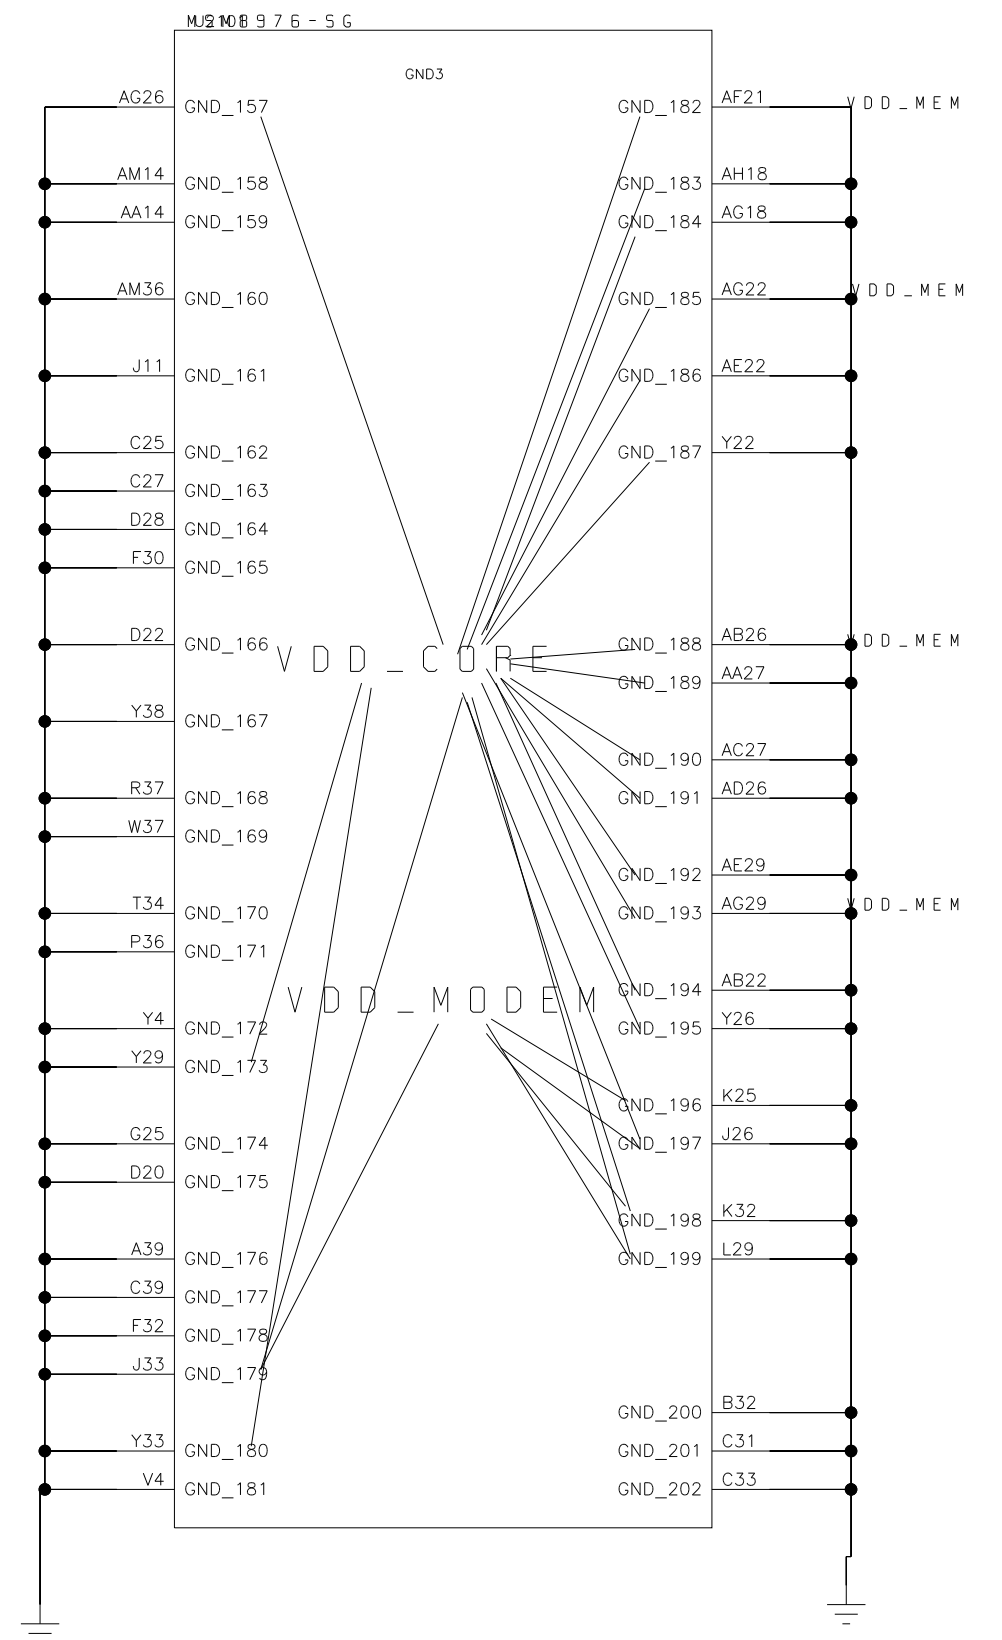 GND3
AG26 GND_157 GND_182 AF21 VDD_MEM
AM14 GND_158 GND_183 AH18
AA14 GND_159 GND_184 AG18
AM36 GND_160 GND_185 AG22 VDD_MEM
J11 GND_161 GND_186 AE22
C25 GND_162 GND_187 Y22
C27 GND_163
D28 GND_164
F30 GND_165
D22 GND_166 GND_188 AB26 VDD_MEM
VDD_CORE
GND_189 AA27
Y38 GND_167
GND_190 AC27
R37 GND_168 GND_191 AD26
W37 GND_169
GND_192 AE29
T34 GND_170 GND_193 AG29 VDD_MEM
P36 GND_171
GND_194 AB22
VDD_MODEM
Y4 GND_172 GND_195 Y26
Y29 GND_173
GND_196 K25
G25 GND_174 GND_197 J26
D20 GND_175
GND_198 K32
A39 GND_176 GND_199 L29
C39 GND_177
F32 GND_178
J33 GND_179
GND_200 B32
Y33 GND_180 GND_201 C31
V4 GND_181 GND_202 C33